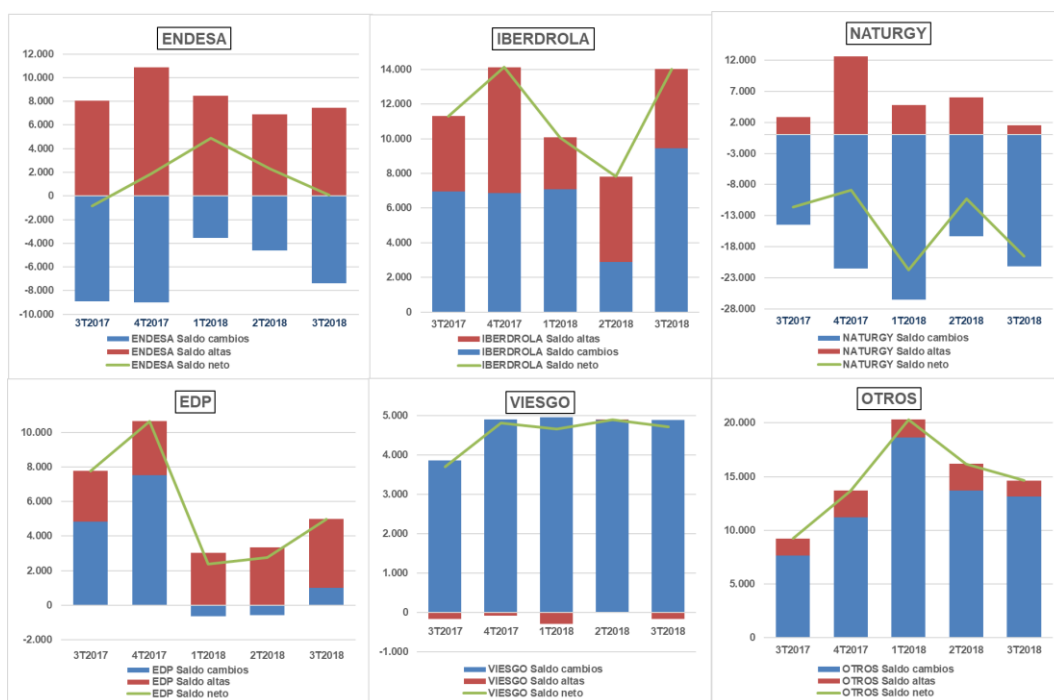 ENDESA
12.000
10.000
8.000
6.000
4.000
2.000
0
-2.000
-4.000
-6.000
-8.000
-10.000
3T2017 4T2017 1T2018 2T2018 3T2018
ENDESA Saldo cambios
ENDESA Saldo altas
ENDESA Saldo neto
IBERDROLA
14.000
12.000
10.000
8.000
6.000
4.000
2.000
0
3T2017 4T2017 1T2018 2T2018 3T2018
IBERDROLA Saldo altas
IBERDROLA Saldo cambios
IBERDROLA Saldo neto
NATURGY
12.000
7.000
2.000
-3.000
-8.000
-13.000
-18.000
-23.000
-28.000
3T2017 4T2017 1T2018 2T2018 3T2018
NATURGY Saldo cambios
NATURGY Saldo altas
NATURGY Saldo neto
EDP
10.000
8.000
6.000
4.000
2.000
0
-2.000
3T2017 4T2017 1T2018 2T2018 3T2018
EDP Saldo cambios
EDP Saldo altas
EDP Saldo neto
VIESGO
5.000
4.000
3.000
2.000
1.000
0
-1.000
3T2017 4T2017 1T2018 2T2018 3T2018
VIESGO Saldo cambios
VIESGO Saldo altas
VIESGO Saldo neto
OTROS
20.000
15.000
10.000
5.000
0
3T2017 4T2017 1T2018 2T2018 3T2018
OTROS Saldo cambios
OTROS Saldo altas
OTROS Saldo neto